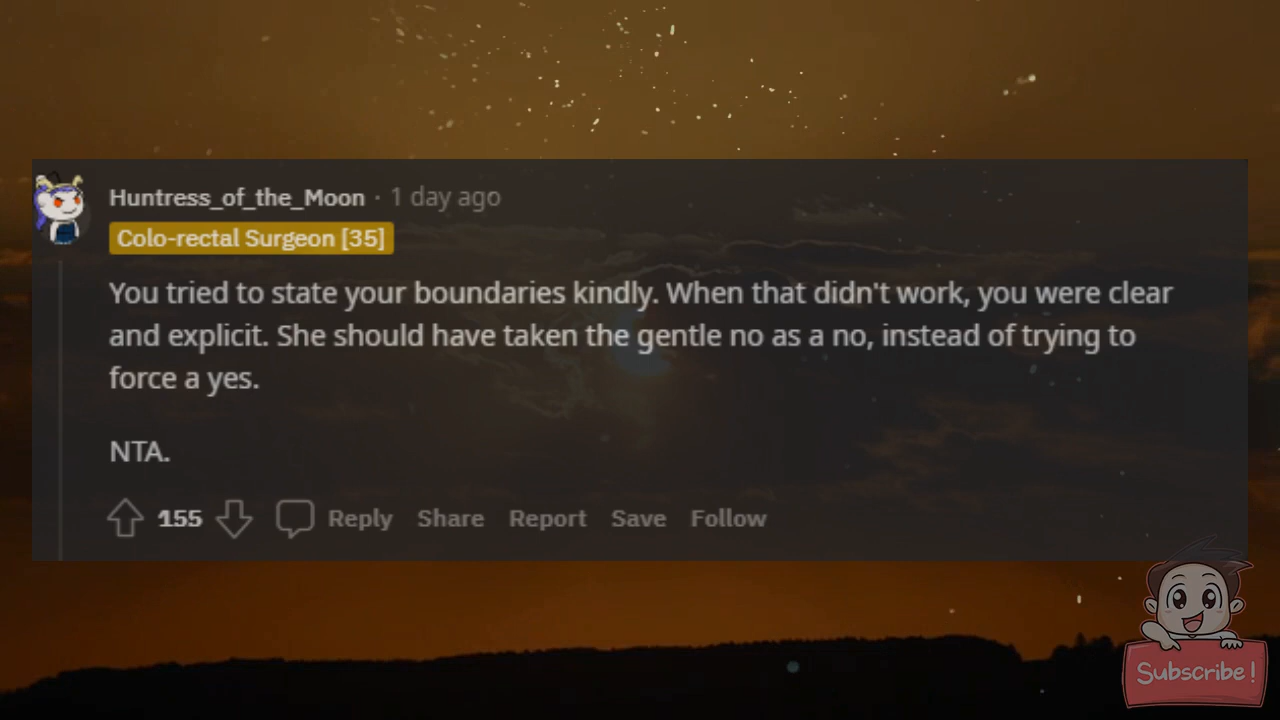 Huntress_of_the_Moon · 1 day ago
Colo-rectal Surgeon [35]
You tried to state your boundaries kindly. When that didn't work, you were clear
and explicit. She should have taken the gentle no as a no, instead of trying to
force a yes.
NTA.
155 Reply Share Report Save Follow
Subscribe!